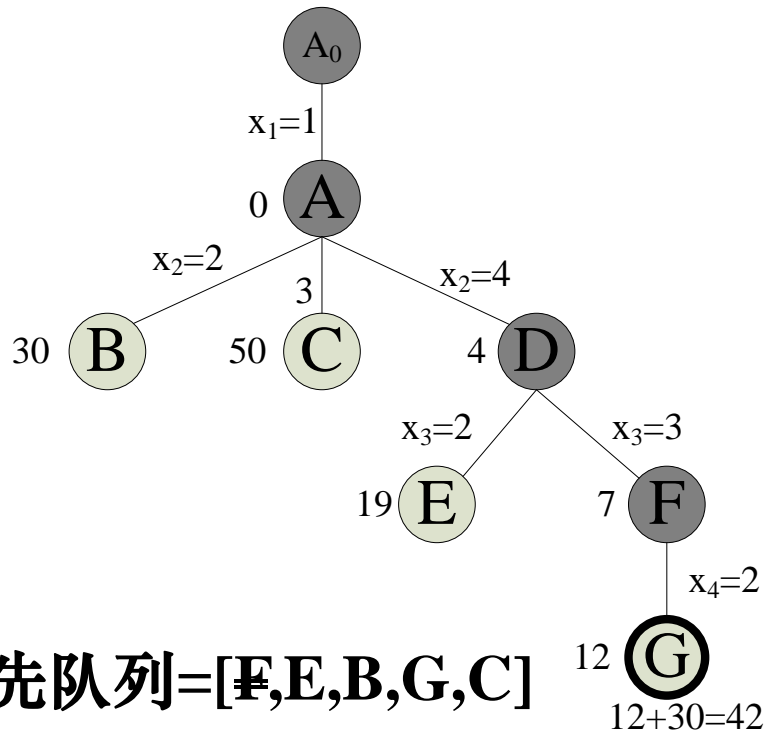 A₀
x₁=1
0 A
x₂=2 3 x₂=4
30 B 50 C 4 D
x₃=2 x₃=3
19 E 7 F
x₄=2
先队列=[F,E,B,G,C] 12 G
12+30=42